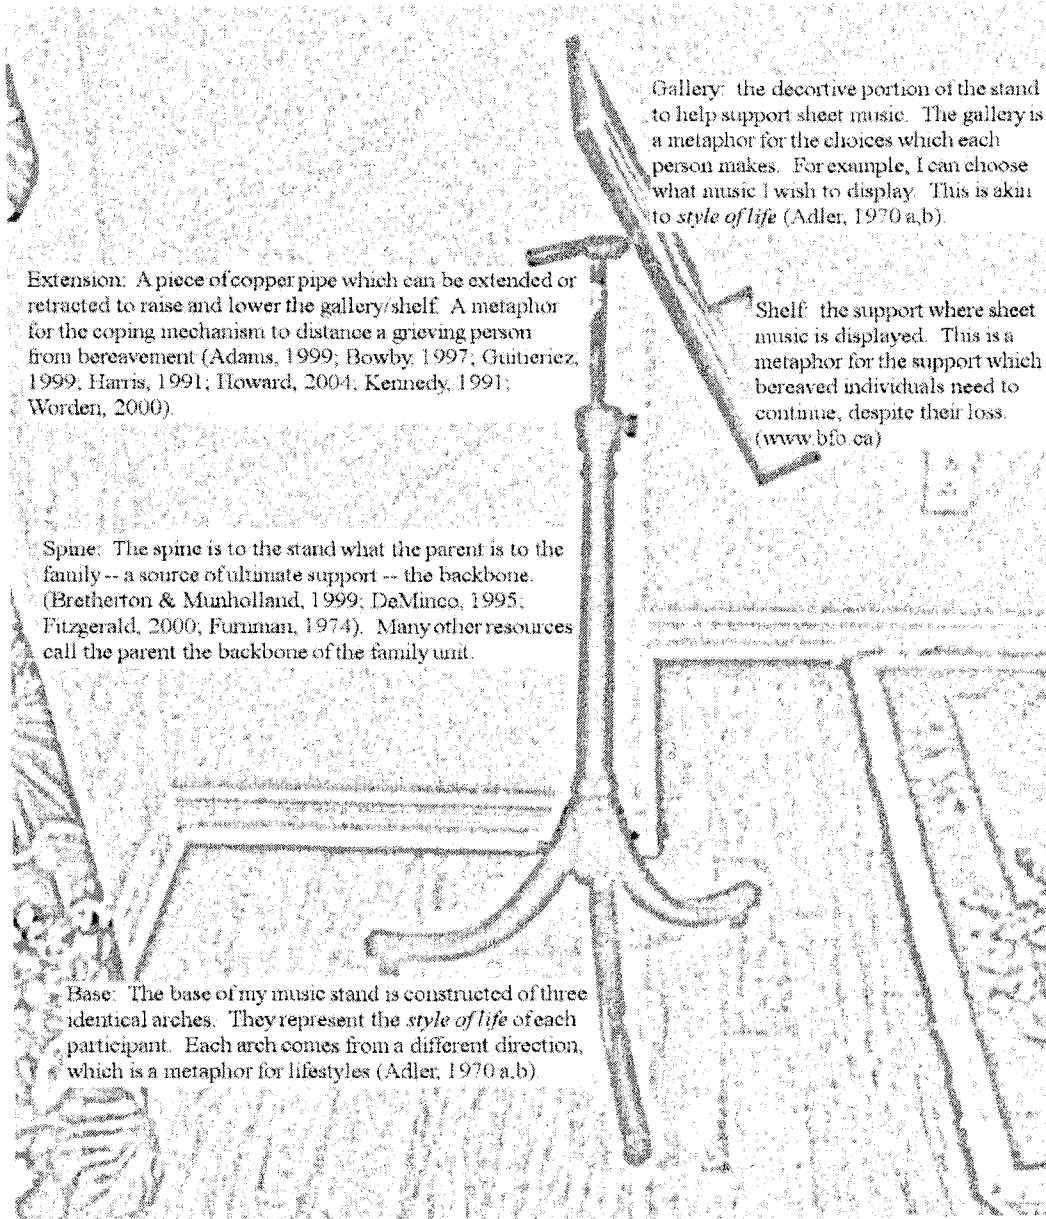 Gallery: the decortive portion of the stand
to help support sheet music. The gallery is
a metaphor for the choices which each
person makes. For example, I can choose
what music I wish to display. This is akin
to style of life (Adler, 1970 a,b).
Extension: A piece of copper pipe which can be extended or
retracted to raise and lower the gallery/shelf. A metaphor
for the coping mechanism to distance a grieving person
from bereavement (Adams, 1999; Bowby, 1997; Guitieriez,
1999; Harris, 1991; Howard, 2004; Kennedy, 1991;
Worden, 2000).
Shelf: the support where sheet
music is displayed. This is a
metaphor for the support which
bereaved individuals need to
continue, despite their loss.
(www.bfo.ca)
Spine: The spine is to the stand what the parent is to the
family -- a source of ultimate support -- the backbone.
(Bretherton & Munholland, 1999; DeMinco, 1995;
Fitzgerald, 2000; Furnman, 1974). Many other resources
call the parent the backbone of the family unit.
Base: The base of my music stand is constructed of three
identical arches. They represent the style of life of each
participant. Each arch comes from a different direction,
which is a metaphor for lifestyles (Adler, 1970 a,b)